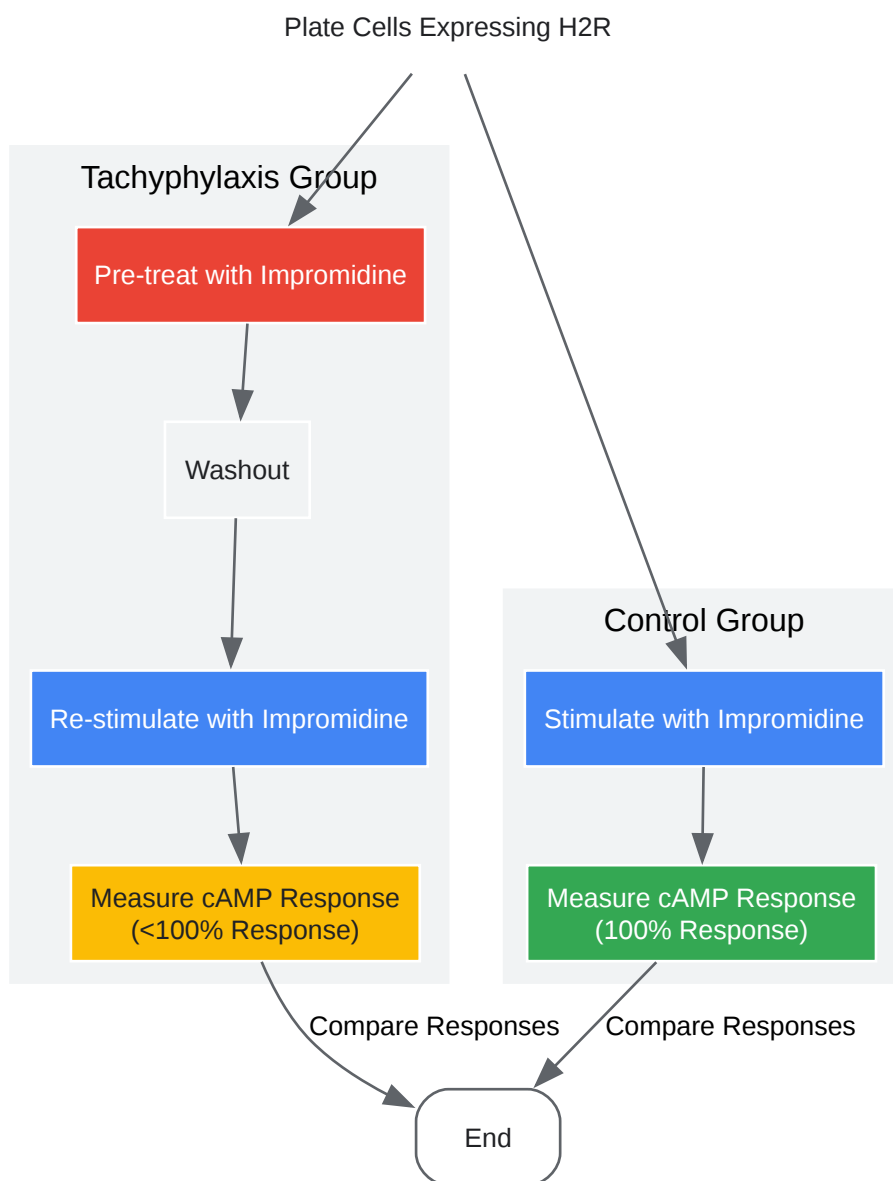 Plate Cells Expressing H2R
Tachyphylaxis Group
Pre-treat with Impromidine
Washout
Re-stimulate with Impromidine
Measure cAMP Response
(<100% Response)
Control Group
Stimulate with Impromidine
Measure cAMP Response
(100% Response)
Compare Responses
Compare Responses
End